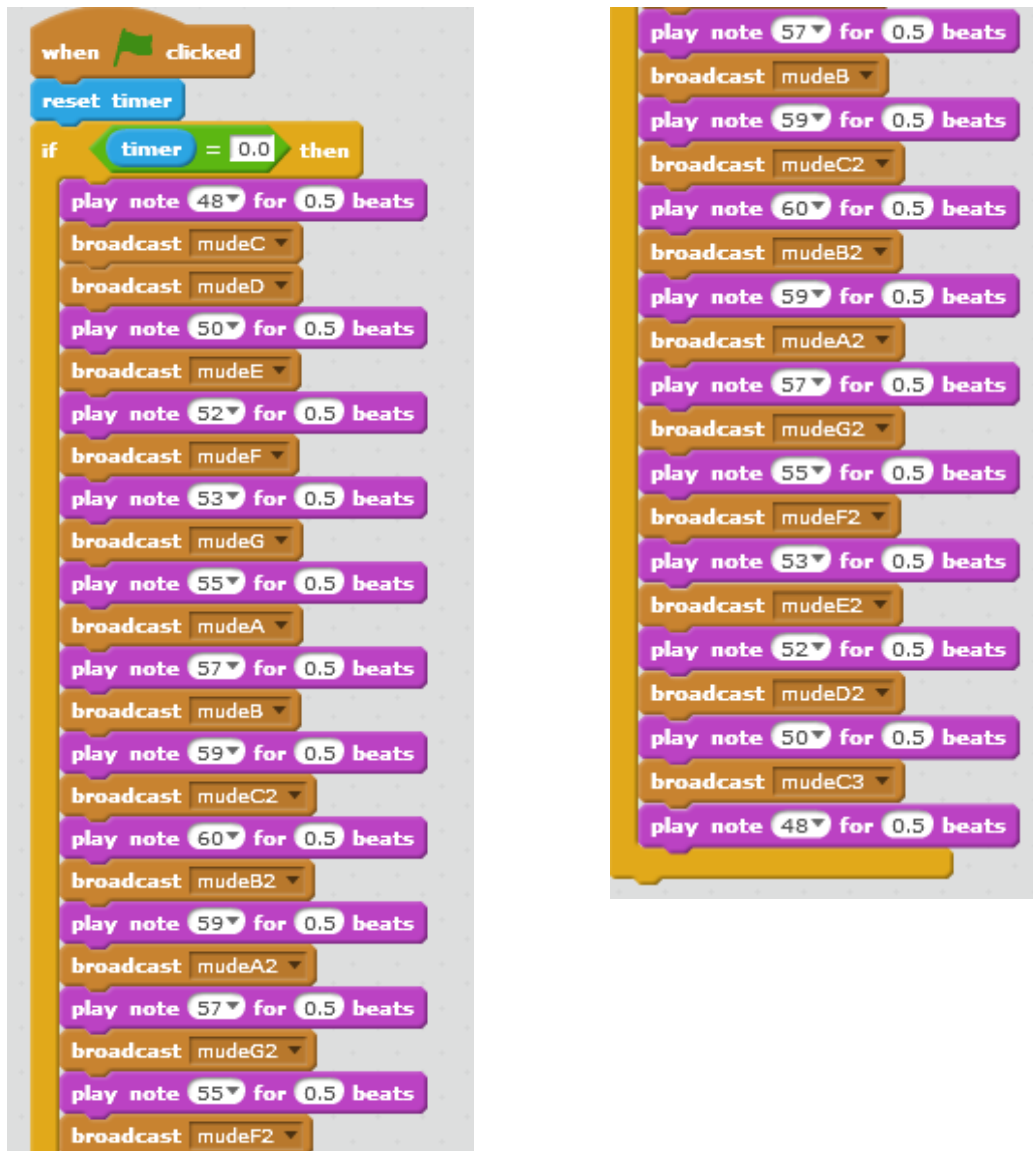 when clicked
reset timer
if timer = 0.0 then
play note 48 for 0.5 beats
broadcast mudeC
broadcast mudeD
play note 50 for 0.5 beats
broadcast mudeE
play note 52 for 0.5 beats
broadcast mudeF
play note 53 for 0.5 beats
broadcast mudeG
play note 55 for 0.5 beats
broadcast mudeA
play note 57 for 0.5 beats
broadcast mudeB
play note 59 for 0.5 beats
broadcast mudeC2
play note 60 for 0.5 beats
broadcast mudeB2
play note 59 for 0.5 beats
broadcast mudeA2
play note 57 for 0.5 beats
broadcast mudeG2
play note 55 for 0.5 beats
broadcast mudeF2
play note 57 for 0.5 beats
broadcast mudeB
play note 59 for 0.5 beats
broadcast mudeC2
play note 60 for 0.5 beats
broadcast mudeB2
play note 59 for 0.5 beats
broadcast mudeA2
play note 57 for 0.5 beats
broadcast mudeG2
play note 55 for 0.5 beats
broadcast mudeF2
play note 53 for 0.5 beats
broadcast mudeE2
play note 52 for 0.5 beats
broadcast mudeD2
play note 50 for 0.5 beats
broadcast mudeC3
play note 48 for 0.5 beats